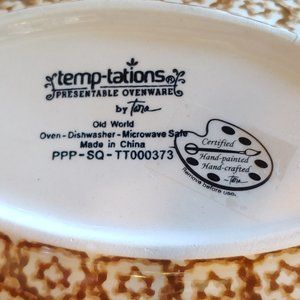 temp-tations®
PRESENTABLE OVENWARE
by Tara
Old World
Oven-Dishwasher-Microwave Safe
Made in China
PPP-SQ-TT000373
Certified
Hand-painted
Hand-crafted
-Tara
Remove before use.